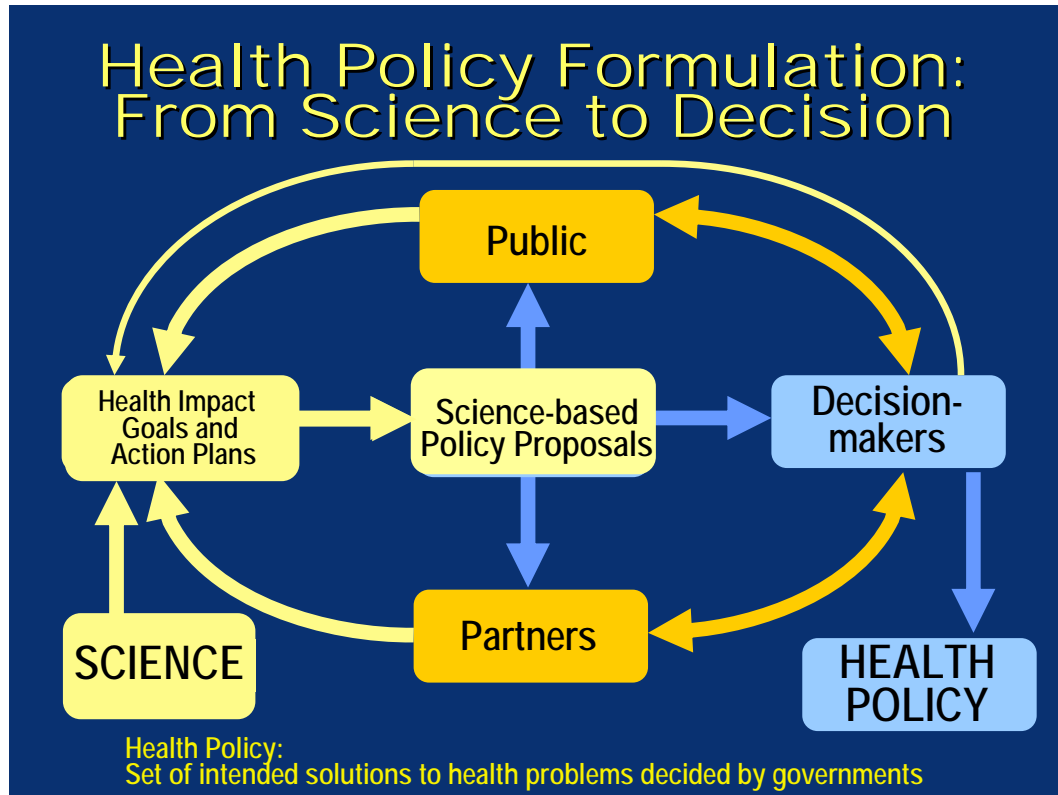 Health Policy Formulation:
From Science to Decision
Public
Health Impact
Goals and
Action Plans
Science-based
Policy Proposals
Decision-
makers
Partners
SCIENCE
HEALTH
POLICY
Health Policy:
Set of intended solutions to health problems decided by governments